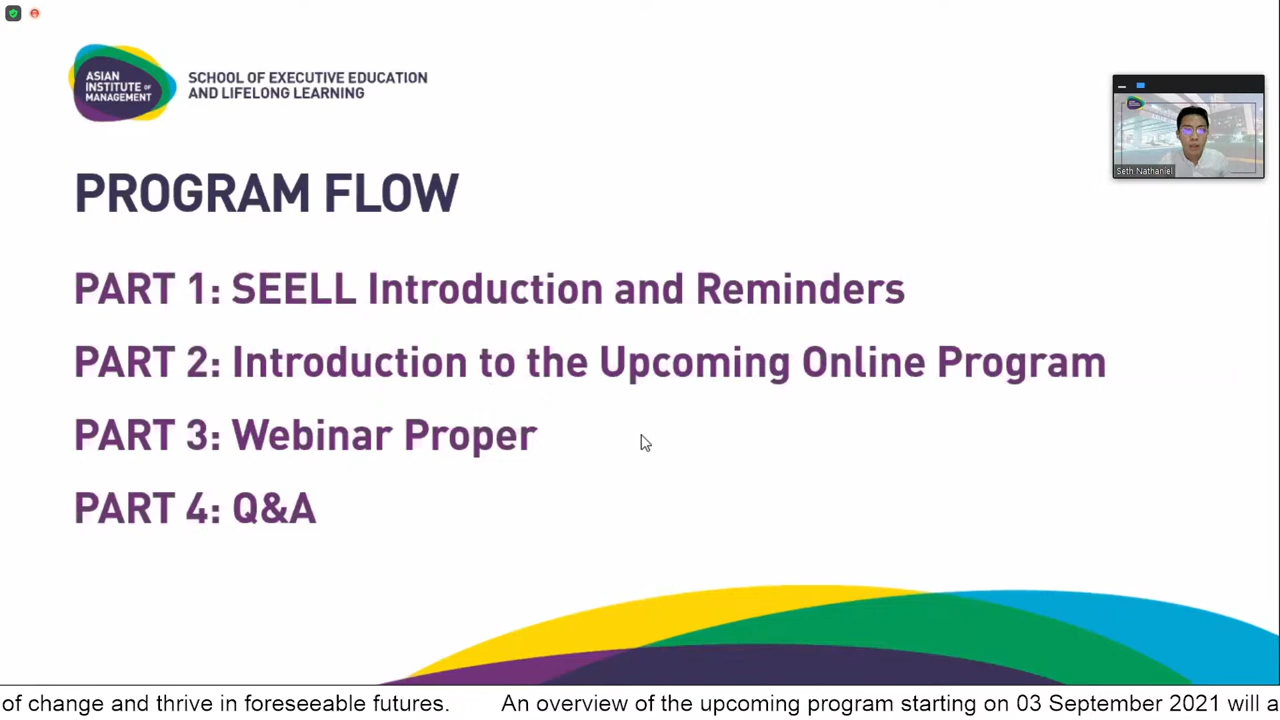 ASIAN
INSTITUTE OF
MANAGEMENT
SCHOOL OF EXECUTIVE EDUCATION
AND LIFELONG LEARNING
Seth Nathaniel
PROGRAM FLOW
PART 1: SEELL Introduction and Reminders
PART 2: Introduction to the Upcoming Online Program
PART 3: Webinar Proper
PART 4: Q&A
of change and thrive in foreseeable futures. An overview of the upcoming program starting on 03 September 2021 will a